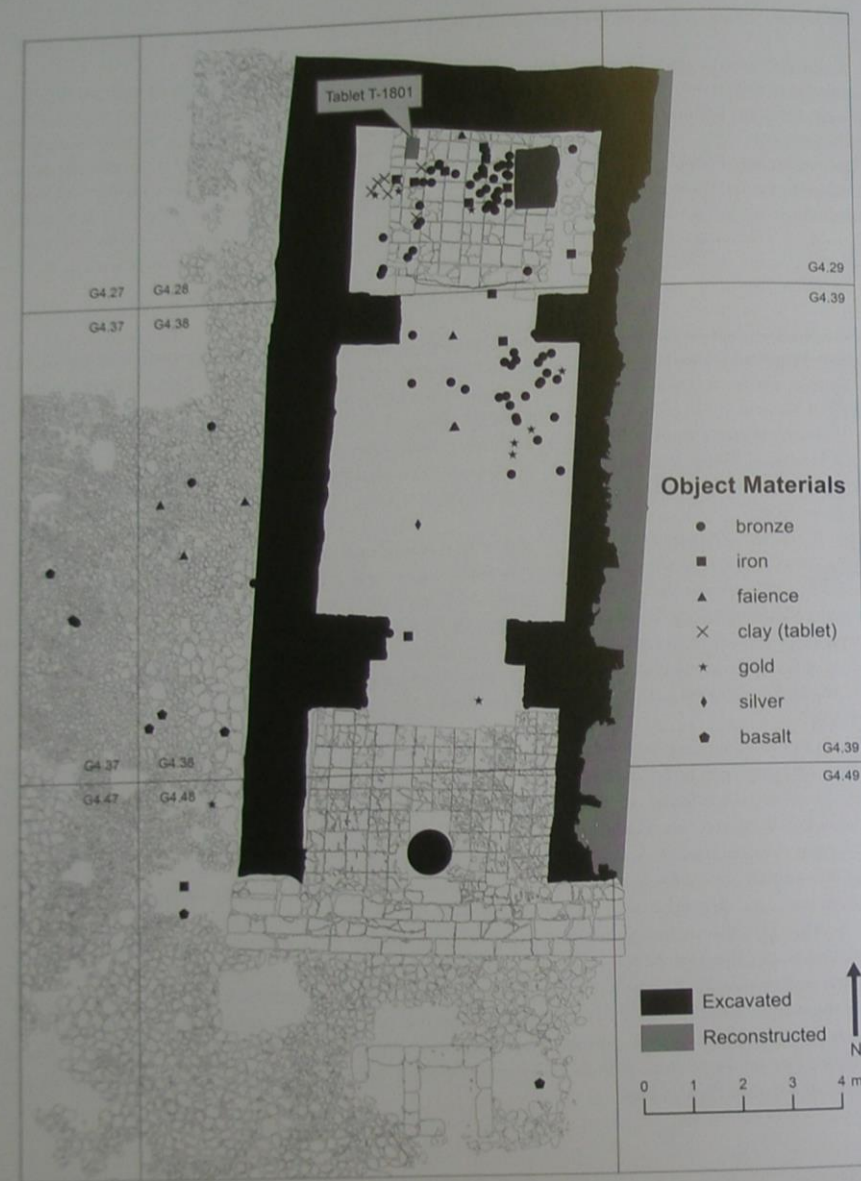 Tablet T-1801
G4.27
G4.28
G4.29
G4.37
G4.38
G4.39
Object Materials
bronze
iron
faience
clay (tablet)
gold
silver
basalt
G4.37
G4.38
G4.39
G4.47
G4.48
G4.49
Excavated
Reconstructed
N
0 1 2 3 4 m